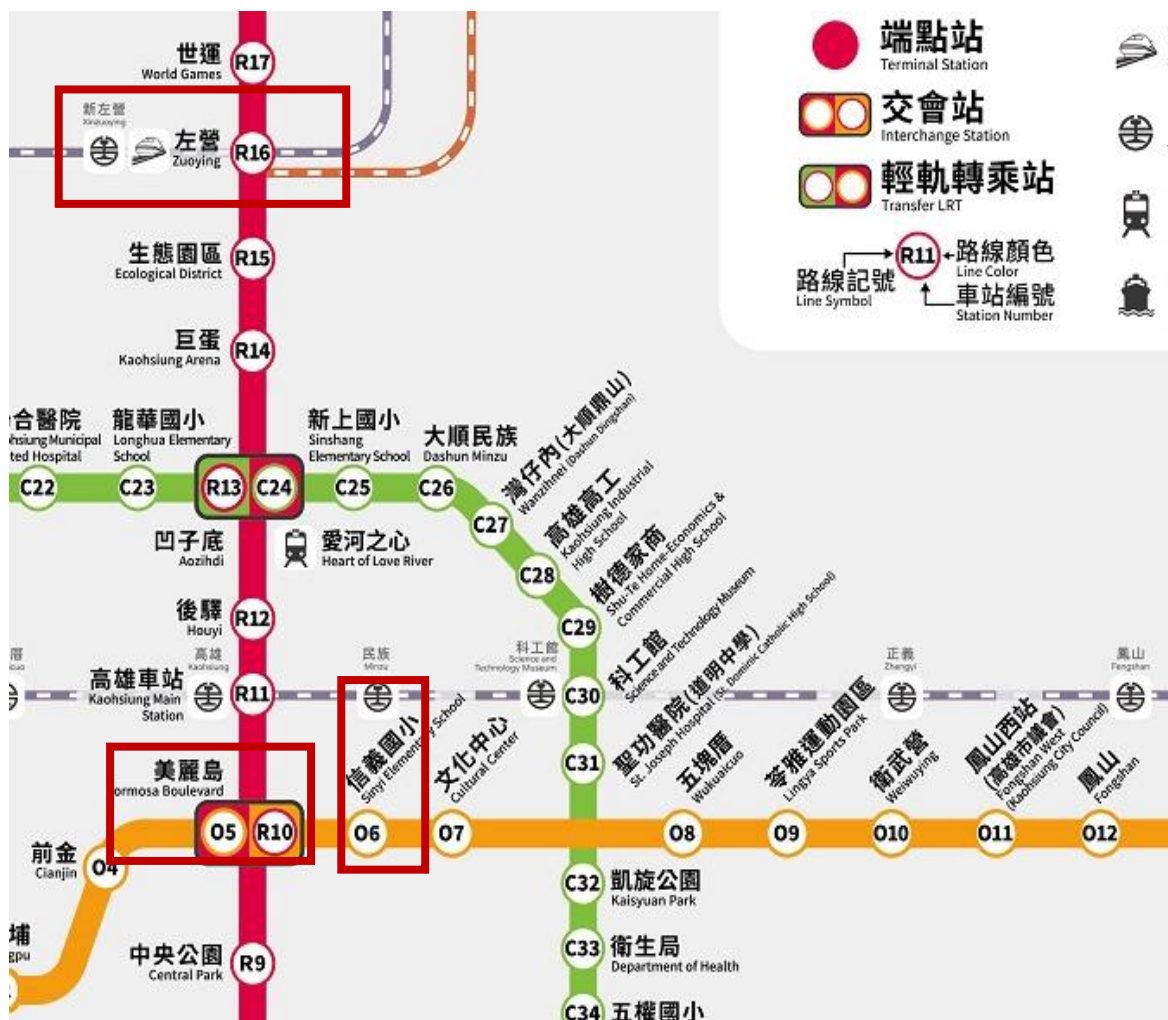 世運
World Games
R17
新左營
Xinzuoying
左營
Zuoying
R16
生態園區
Ecological District
R15
巨蛋
Kaohsiung Arena
R14
端點站
Terminal Station
交會站
Interchange Station
輕軌轉乘站
Transfer LRT
R11
路線顏色
Line Color
路線記號
Line Symbol
車站編號
Station Number
合醫院
ohsiung Municipal
ted Hospital
C22
龍華國小
Longhua Elementary
School
C23
R13
C24
凹子底
Aozihdi
愛河之心
Heart of Love River
新上國小
Sinshang
Elementary School
C25
大順民族
Dashun Minzu
C26
灣仔內(大順鼎山)
Wanzihnei (Dashun Dingshan)
C27
高雄高工
Kaohsiung Industrial
High School
C28
樹德家商
Shu-Te Home-Economics &
Commercial High School
C29
後驛
Houyi
R12
高雄車站
Kaohsiung Main
Station
高雄
Kaohsiung
R11
民族
Minzu
科工館
Science and
Technology Museum
科工館
Science and Technology Museum
C30
正義
Zhengyi
鳳山
Fengshan
聖功醫院(道明中學)
St. Joseph Hospital (St. Dominic Catholic High School)
C31
美麗島
ormosa Boulevard
O5
R10
信義國小
Sinyi Elementary School
O6
文化中心
Cultural Center
O7
五塊厝
Wukuaicuo
O8
苓雅運動園區
Lingya Sports Park
O9
衛武營
Weiwuying
O10
鳳山西站
(高雄市議會)
Fongshan West
(Kaohsiung City Council)
O11
鳳山
Fongshan
O12
前金
Cianjin
O4
埔
gpu
中央公園
Central Park
R9
C32
凱旋公園
Kaisyuan Park
C33
衛生局
Department of Health
C34
五權國小